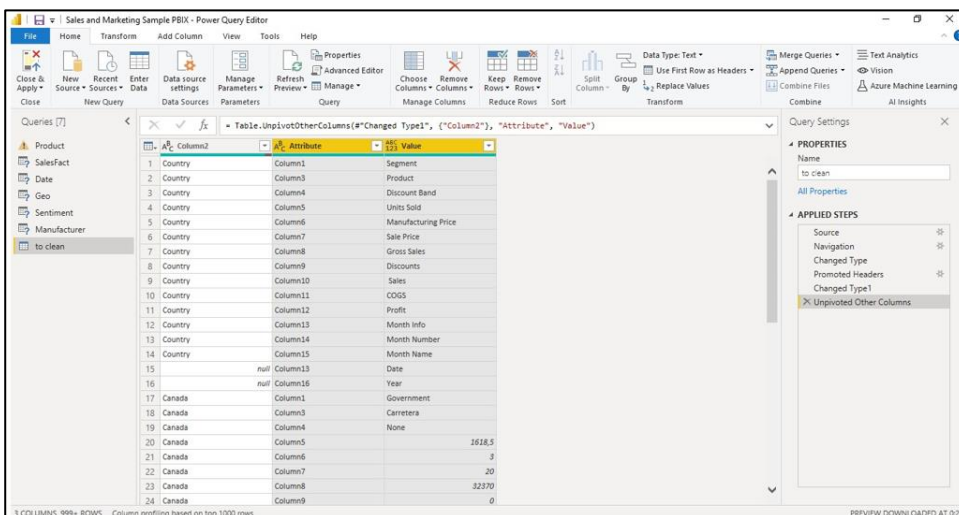 Sales and Marketing Sample PBIX - Power Query Editor
File Home Transform Add Column View Tools Help
Close & Apply
New Source
Recent Sources
Enter Data
Data source settings
Manage Parameters
Refresh Preview
Properties
Advanced Editor
Manage
Choose Columns
Remove Columns
Keep Rows
Remove Rows
Split Column
Group By
Data Type: Text
Use First Row as Headers
Replace Values
Merge Queries
Append Queries
Combine Files
Text Analytics
Vision
Azure Machine Learning
Close New Query Data Sources Parameters Query Manage Columns Reduce Rows Sort Transform Combine AI Insights
Queries [7]
Product
SalesFact
Date
Geo
Sentiment
Manufacturer
to clean
= Table.UnpivotOtherColumns(#"Changed Type1", {"Column2"}, "Attribute", "Value")
Column2 Attribute Value
1 Country Column1 Segment
2 Country Column3 Product
3 Country Column4 Discount Band
4 Country Column5 Units Sold
5 Country Column6 Manufacturing Price
6 Country Column7 Sale Price
7 Country Column8 Gross Sales
8 Country Column9 Discounts
9 Country Column10 Sales
10 Country Column11 COGS
11 Country Column12 Profit
12 Country Column13 Month Info
13 Country Column14 Month Number
14 Country Column15 Month Name
15 null Column13 Date
16 null Column16 Year
17 Canada Column1 Government
18 Canada Column3 Carretera
19 Canada Column4 None
20 Canada Column5 1618,5
21 Canada Column6 3
22 Canada Column7 20
23 Canada Column8 32370
24 Canada Column9 0
Query Settings
PROPERTIES
Name
to clean
All Properties
APPLIED STEPS
Source
Navigation
Changed Type
Promoted Headers
Changed Type1
Unpivoted Other Columns
3 COLUMNS, 999+ ROWS Column profiling based on top 1000 rows
PREVIEW DOWNLOADED AT